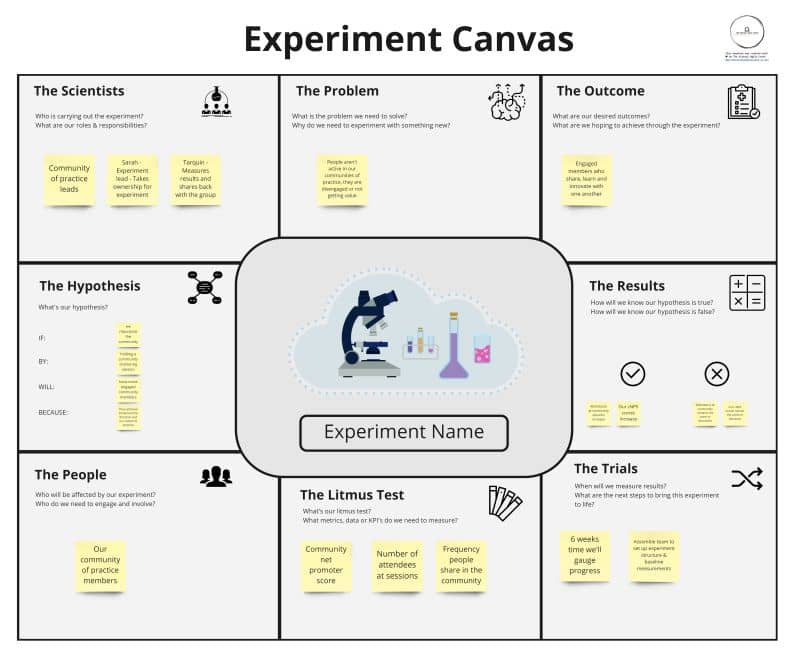 Experiment Canvas
The Scientists
Who is carrying out the experiment?
What are our roles & responsibilities?
Community
of practice
leads
Sarah -
Experiment
lead - Takes
ownership for
experiment
Tarquin -
Measures
results and
shares back
with the group
The Problem
What is the problem we need to solve?
Why do we need to experiment with something new?
People aren't
active in our
communities of
practice, they are
disengaged or not
getting value
The Outcome
What are our desired outcomes?
What are we hoping to achieve through the experiment?
Engaged
members who
share, learn and
innovate with
one another
The Hypothesis
What's our hypothesis?
IF:
community
BY:
community
WILL:
engaged
community
members
BECAUSE:
Experiment Name
The Results
How will we know our hypothesis is true?
How will we know our hypothesis is false?
Our cNPS
scores
increase
The People
Who will be affected by our experiment?
Who do we need to engage and involve?
Our
community
of practice
members
The Litmus Test
What's our litmus test?
What metrics, data or KPI's do we need to measure?
Community
net
promoter
score
Number of
attendees
at sessions
Frequency
people
share in the
community
The Trials
When will we measure results?
What are the next steps to bring this experiment
to life?
6 weeks
time we'll
gauge
progress
Assemble team to
set up experiment
structure &
baseline
measurements